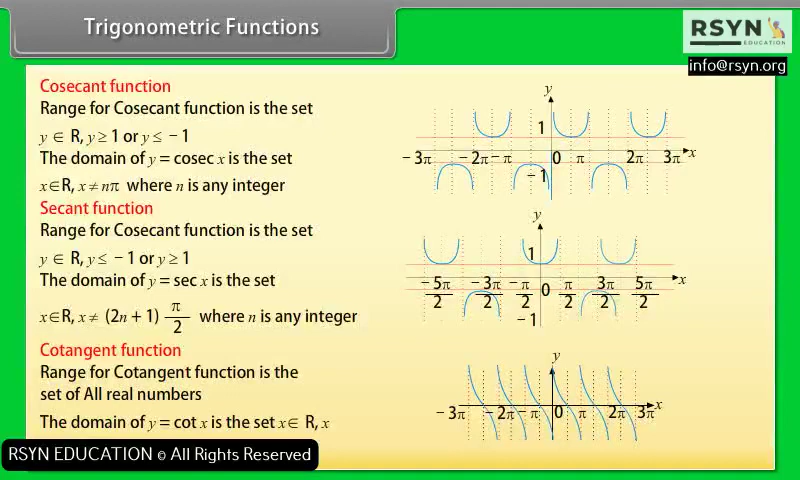 Trigonometric Functions
RSYN
EDUCATION
info@rsyn.org
Cosecant function
Range for Cosecant function is the set
y ∈ R, y ≥ 1 or y ≤ − 1
The domain of y = cosec x is the set
x∈R, x ≠ nπ where n is any integer
Secant function
Range for Cosecant function is the set
y ∈ R, y ≤ − 1 or y ≥ 1
The domain of y = sec x is the set
x∈R, x ≠ (2n + 1) π/2 where n is any integer
Cotangent function
Range for Cotangent function is the
set of All real numbers
The domain of y = cot x is the set x∈ R, x
RSYN EDUCATION © All Rights Reserved
y
1
− 3π − 2π − π 0 π 2π 3π x
− 1
y
1
− 5π/2 − 3π/2 − π/2 0 π/2 3π/2 5π/2 x
− 1
y
− 3π − 2π − π 0 π 2π 3π x